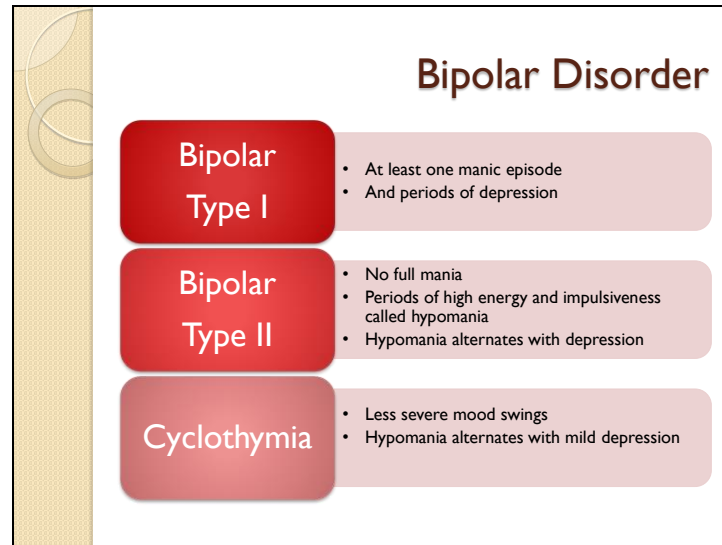 Bipolar Disorder
Bipolar
Type I
• At least one manic episode
• And periods of depression
Bipolar
Type II
• No full mania
• Periods of high energy and impulsiveness
called hypomania
• Hypomania alternates with depression
Cyclothymia
• Less severe mood swings
• Hypomania alternates with mild depression